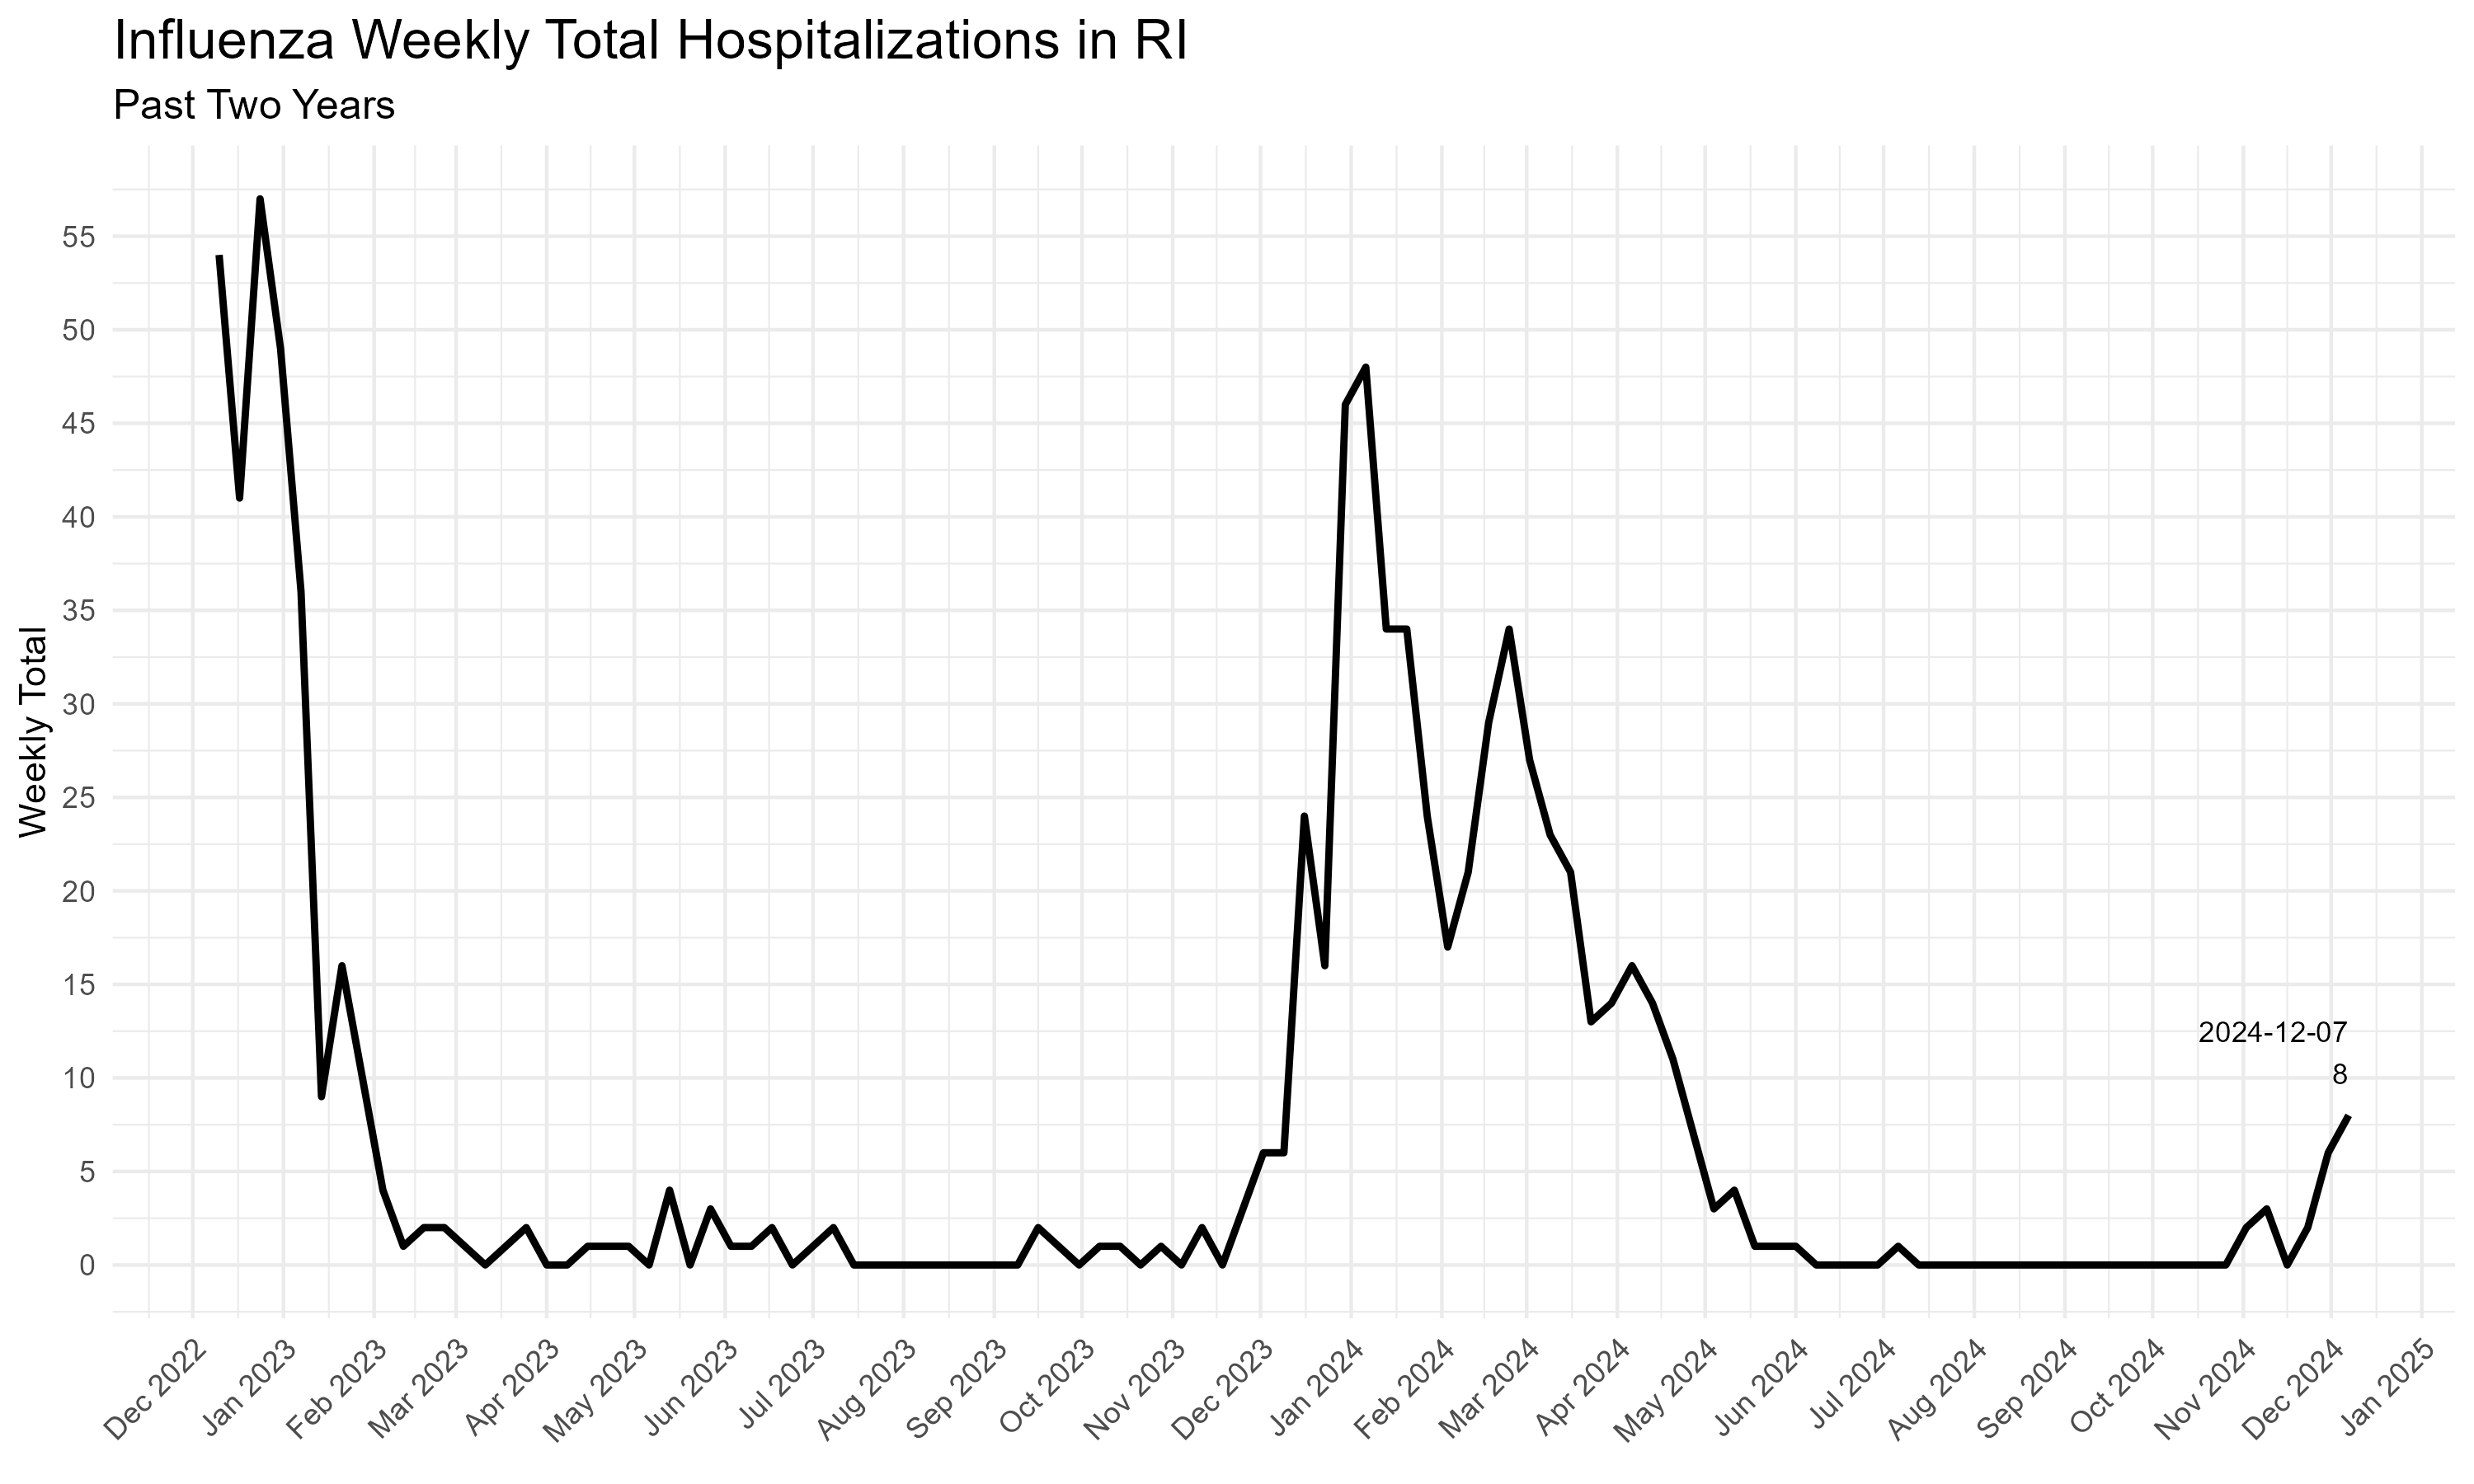 Influenza Weekly Total Hospitalizations in RI
Past Two Years
Weekly Total
55
50
45
40
35
30
25
20
15
10
5
0
2024-12-07
8
Dec 2022
Jan 2023
Feb 2023
Mar 2023
Apr 2023
May 2023
Jun 2023
Jul 2023
Aug 2023
Sep 2023
Oct 2023
Nov 2023
Dec 2023
Jan 2024
Feb 2024
Mar 2024
Apr 2024
May 2024
Jun 2024
Jul 2024
Aug 2024
Sep 2024
Oct 2024
Nov 2024
Dec 2024
Jan 2025